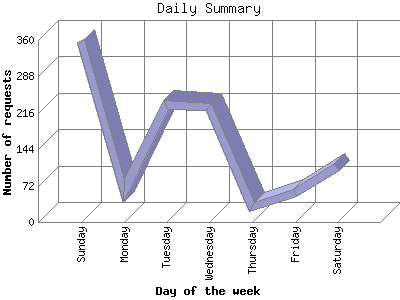 Daily Summary
360
288
216
144
72
0
Number of requests
Sunday
Monday
Tuesday
Wednesday
Thursday
Friday
Saturday
Day of the week